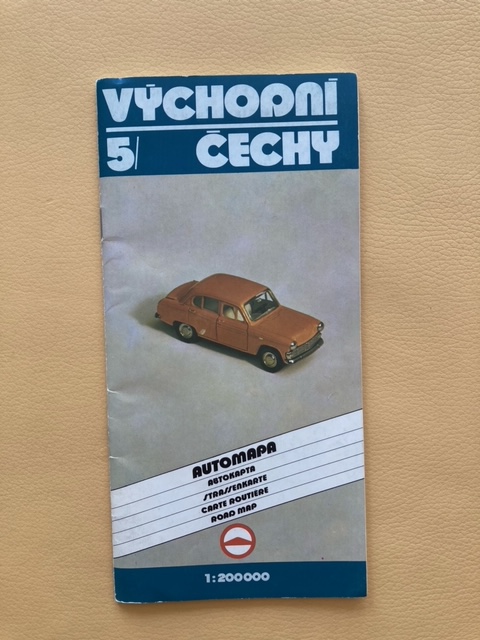 VÝCHODNÍ
5/ ČECHY
AUTOMAPA
АВТОКАРТА
STRASSENKARTE
CARTE ROUTIERE
ROAD MAP
1:200000